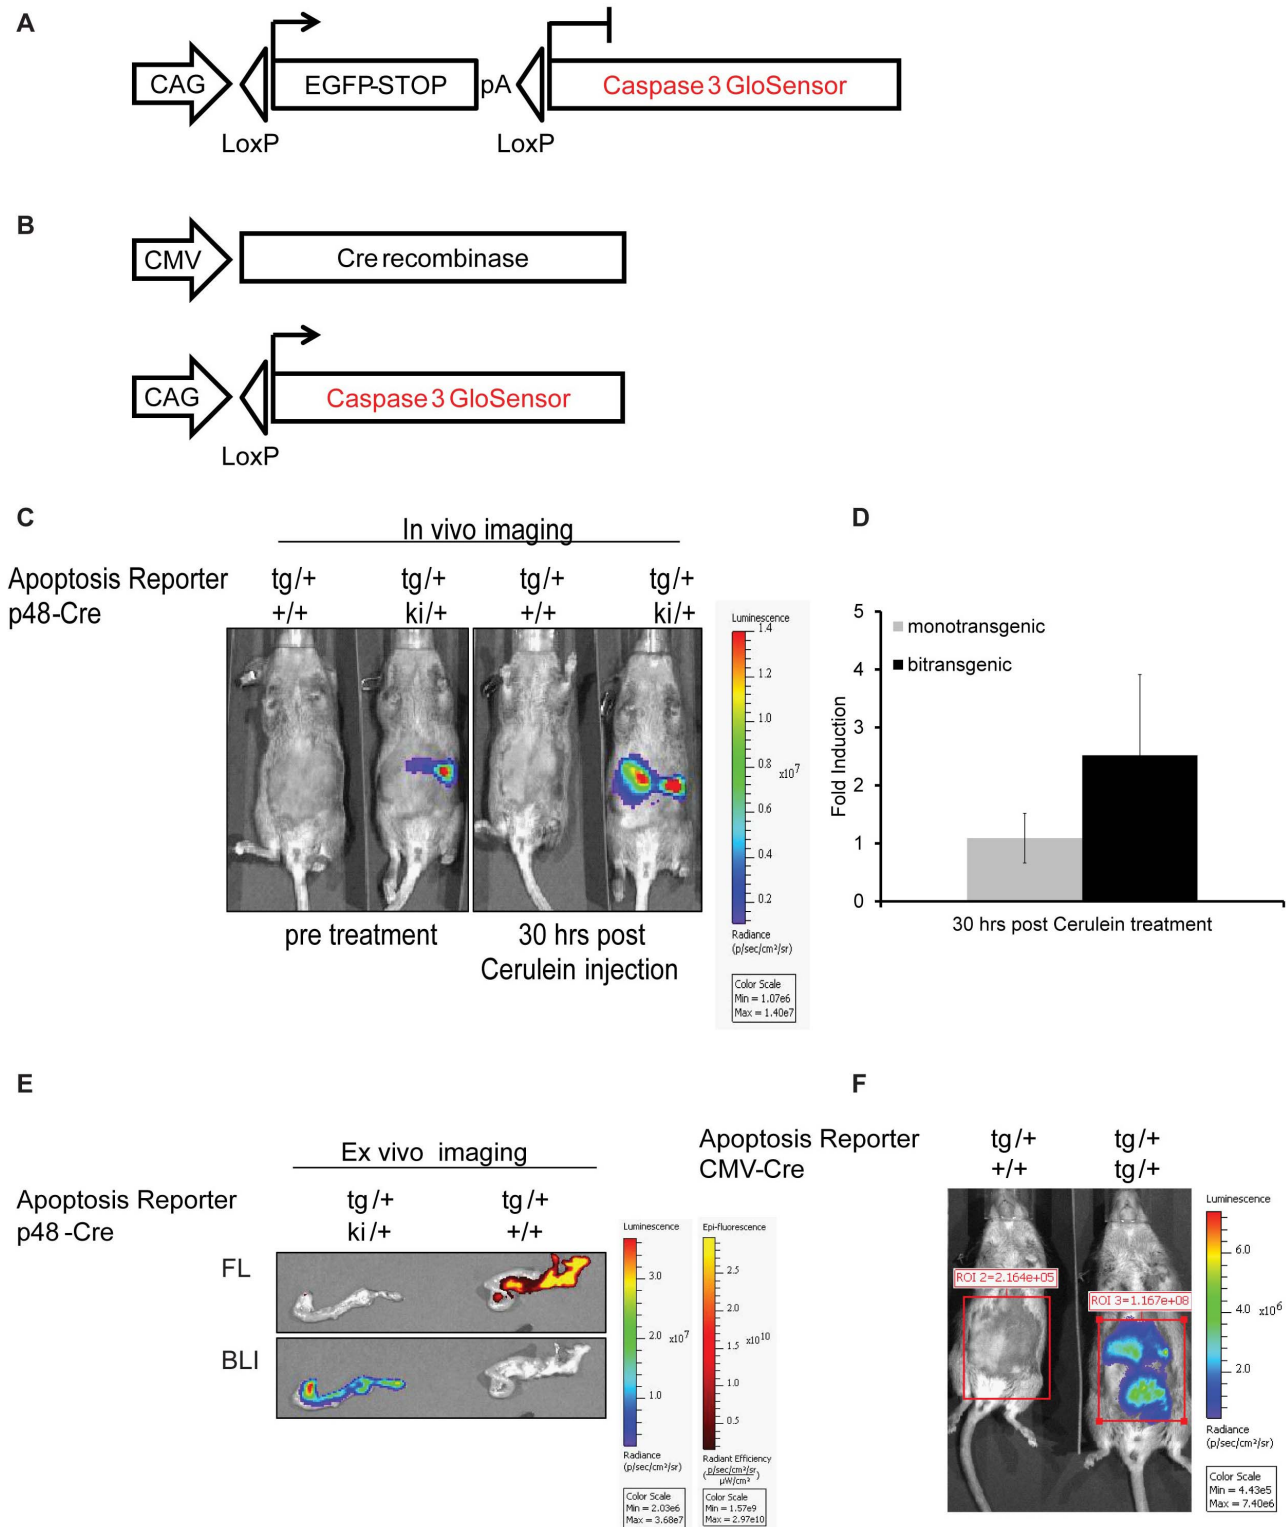 A
CAG
EGFP-STOP
pA
Caspase 3 GloSensor
LoxP
LoxP
B
CMV
Cre recombinase
CAG
Caspase 3 GloSensor
LoxP
C
In vivo imaging
Apoptosis Reporter tg/+ tg/+ tg/+ tg/+
p48-Cre +/+ ki/+ +/+ ki/+
pre treatment
30 hrs post
Cerulein injection
Luminescence
1.4
1.2
1.0
0.8
x10⁷
0.6
0.4
0.2
Radiance
(p/sec/cm²/sr)
Color Scale
Min = 1.07e6
Max = 1.40e7
D
5
4
3
2
1
0
Fold Induction
monotransgenic
bitransgenic
30 hrs post Cerulein treatment
E
Ex vivo imaging
Apoptosis Reporter tg/+ tg/+
p48-Cre ki/+ +/+
FL
BLI
Luminescence
3.0
2.0
x10⁷
1.0
Radiance
(p/sec/cm²/sr)
Color Scale
Min = 2.03e6
Max = 3.68e7
Epi-fluorescence
2.5
2.0
x10¹⁰
1.5
1.0
0.5
Radiant Efficiency
(p/sec/cm²/sr / µW/cm²)
Color Scale
Min = 1.57e9
Max = 2.97e10
F
Apoptosis Reporter tg/+ tg/+
CMV-Cre +/+ tg/+
ROI 2=2.164e+05
ROI 3=1.167e+08
Luminescence
6.0
4.0
x10⁶
2.0
Radiance
(p/sec/cm²/sr)
Color Scale
Min = 4.43e5
Max = 7.40e6